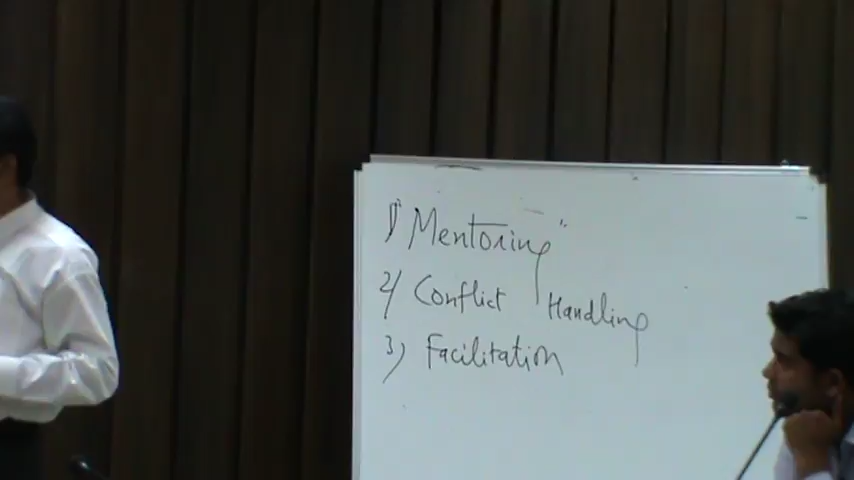 1) "Mentoring"
2) Conflict Handling
3) Facilitation